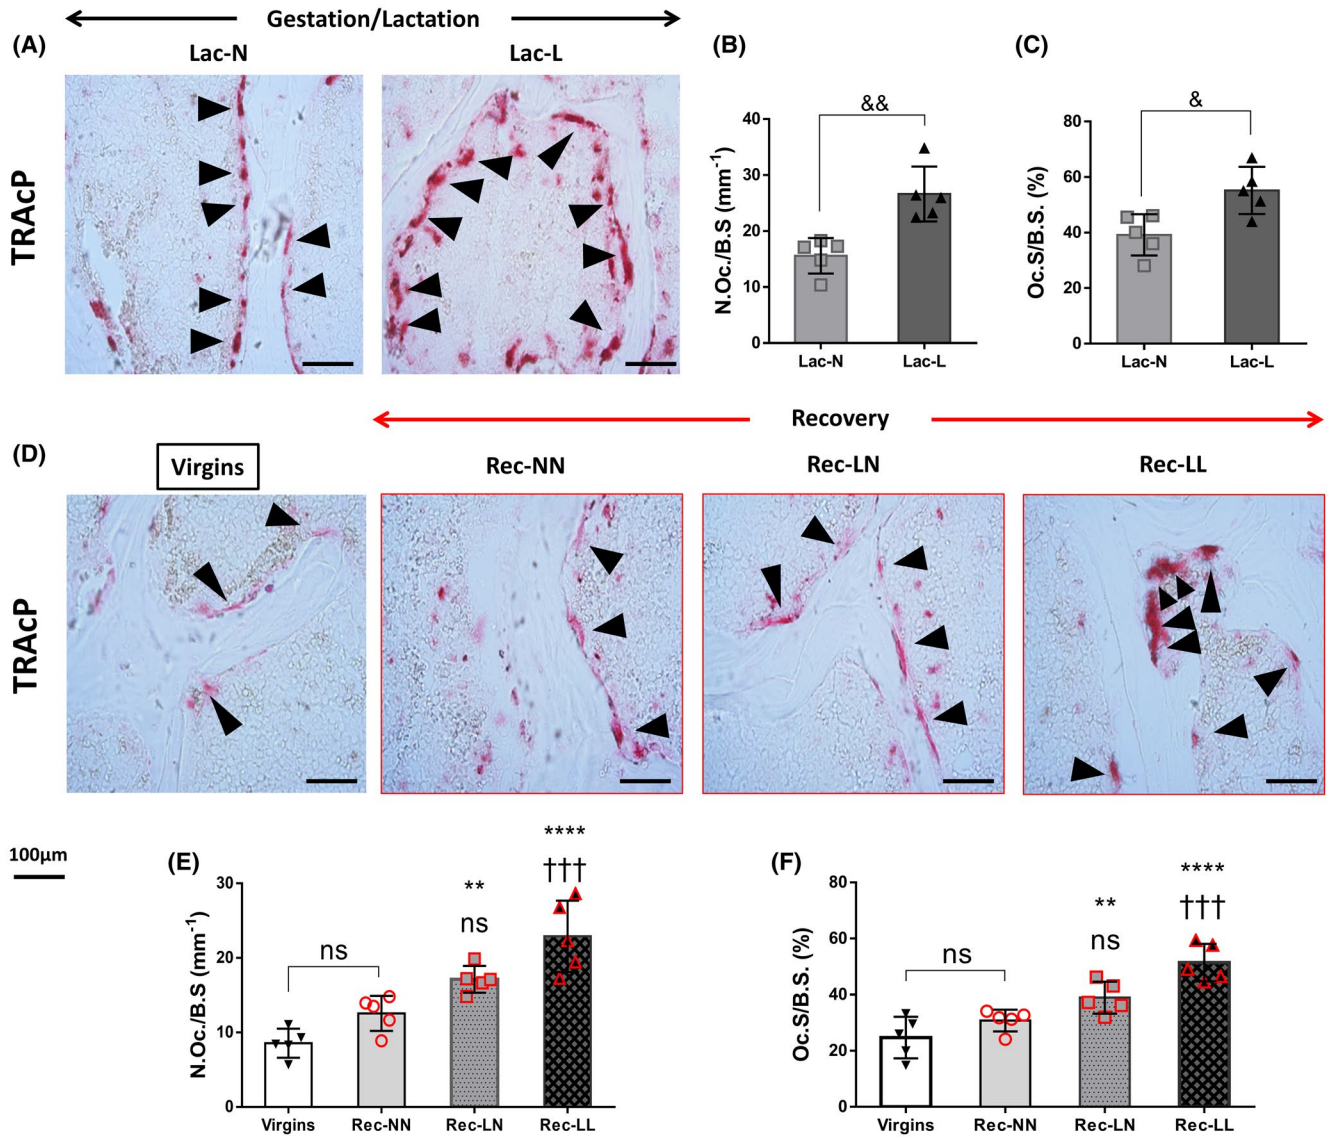 Gestation/Lactation
(A)
Lac-N
Lac-L
TRAcP
(B)
&&
N.Oc./B.S (mm-1)
40
30
20
10
0
Lac-N
Lac-L
(C)
&
Oc.S/B.S. (%)
80
60
40
20
0
Lac-N
Lac-L
Recovery
(D)
Virgins
Rec-NN
Rec-LN
Rec-LL
TRAcP
100µm
(E)
N.Oc./B.S (mm-1)
30
20
10
0
ns
**
ns
****
†††
Virgins
Rec-NN
Rec-LN
Rec-LL
(F)
Oc.S/B.S. (%)
80
60
40
20
0
ns
**
ns
****
†††
Virgins
Rec-NN
Rec-LN
Rec-LL